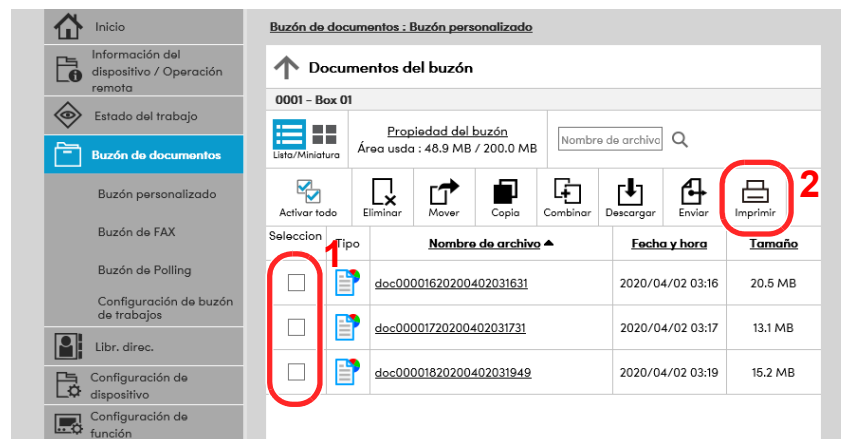 Inicio
Información del
dispositivo / Operación
remota
Estado del trabajo
Buzón de documentos
Buzón personalizado
Buzón de FAX
Buzón de Polling
Configuración de buzón
de trabajos
Libr. direc.
Configuración de
dispositivo
Configuración de
función
Buzón de documentos : Buzón personalizado
Documentos del buzón
0001 - Box 01
Lista/Miniatura
Propiedad del buzón
Área usda : 48.9 MB / 200.0 MB
Nombre de archivo
Activar todo Eliminar Mover Copia Combinar Descargar Enviar Imprimir 2
Seleccion 1 Tipo Nombre de archivo Fecha y hora Tamaño
doc00001620200402031631 2020/04/02 03:16 20.5 MB
doc00001720200402031731 2020/04/02 03:17 13.1 MB
doc00001820200402031949 2020/04/02 03:19 15.2 MB